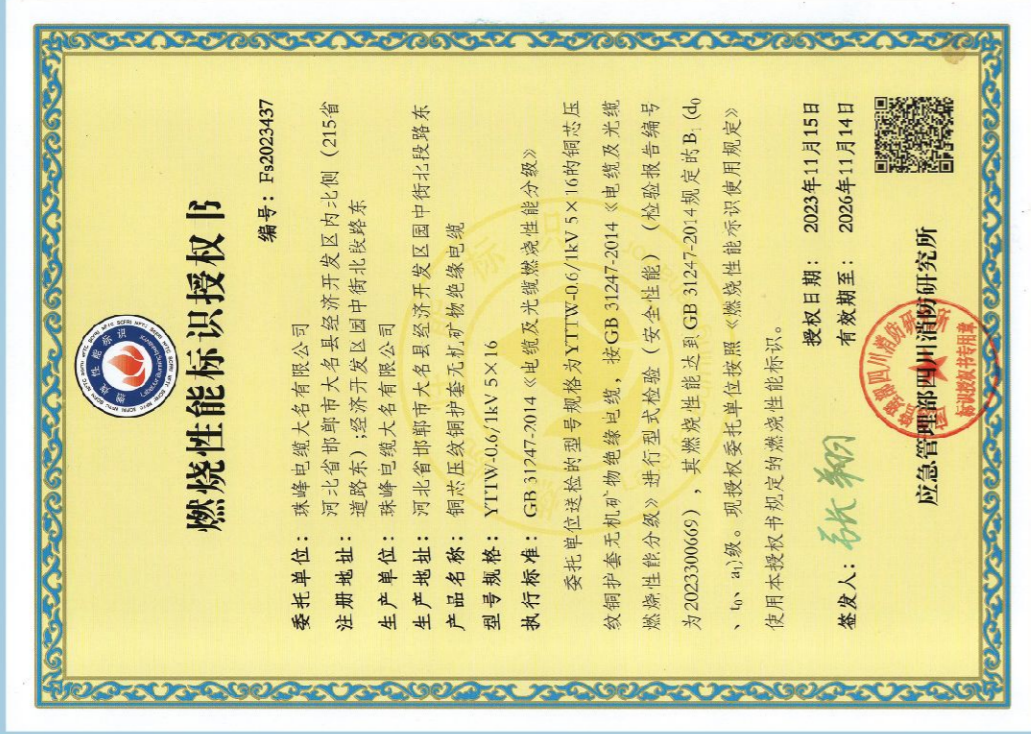 燃烧性能标识授权书
编号：Fs2023437
委托单位：珠峰电缆大名有限公司
注册地址：河北省邯郸市大名县经济开发区内北侧（215省
道路东）;经济开发区园中街北段路东
生产单位：珠峰电缆大名有限公司
生产地址：河北省邯郸市大名县经济开发区园中街北段路东
产品名称：铜芯压纹铜护套无机矿物绝缘电缆
型号规格：YTTW-0.6/1kV 5×16
执行标准：GB 31247-2014《电缆及光缆燃烧性能分级》
委托单位送检的型号规格为YTTW-0.6/1kV 5×16的铜芯压
纹铜护套无机矿物绝缘电缆，按GB 31247-2014《电缆及光缆
燃烧性能分级》进行型式检验（安全性能）（检验报告编号
为2023300669），其燃烧性能达到GB 31247-2014规定的B₁(d₀
、t₀、a₁)级。现授权委托单位按照《燃烧性能标识使用规定》
使用本授权书规定的燃烧性能标识。
授权日期：2023年11月15日
签发人：张翔 有效期至：2026年11月14日
应急管理部四川消防研究所
标识授权书专用章